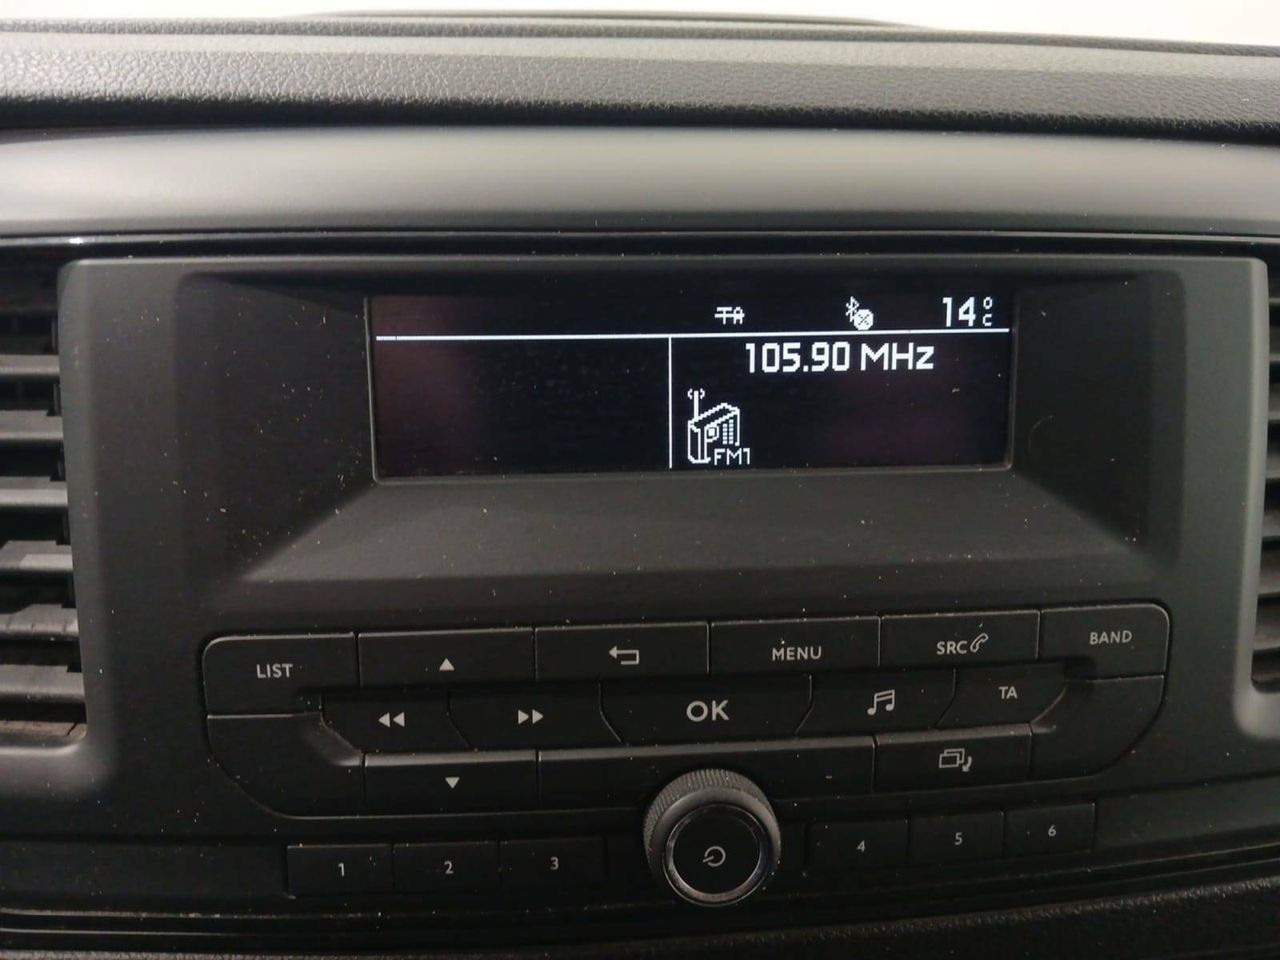 TA 14°C
105.90 MHz
FM1
LIST MENU SRC BAND
OK TA
1 2 3 4 5 6